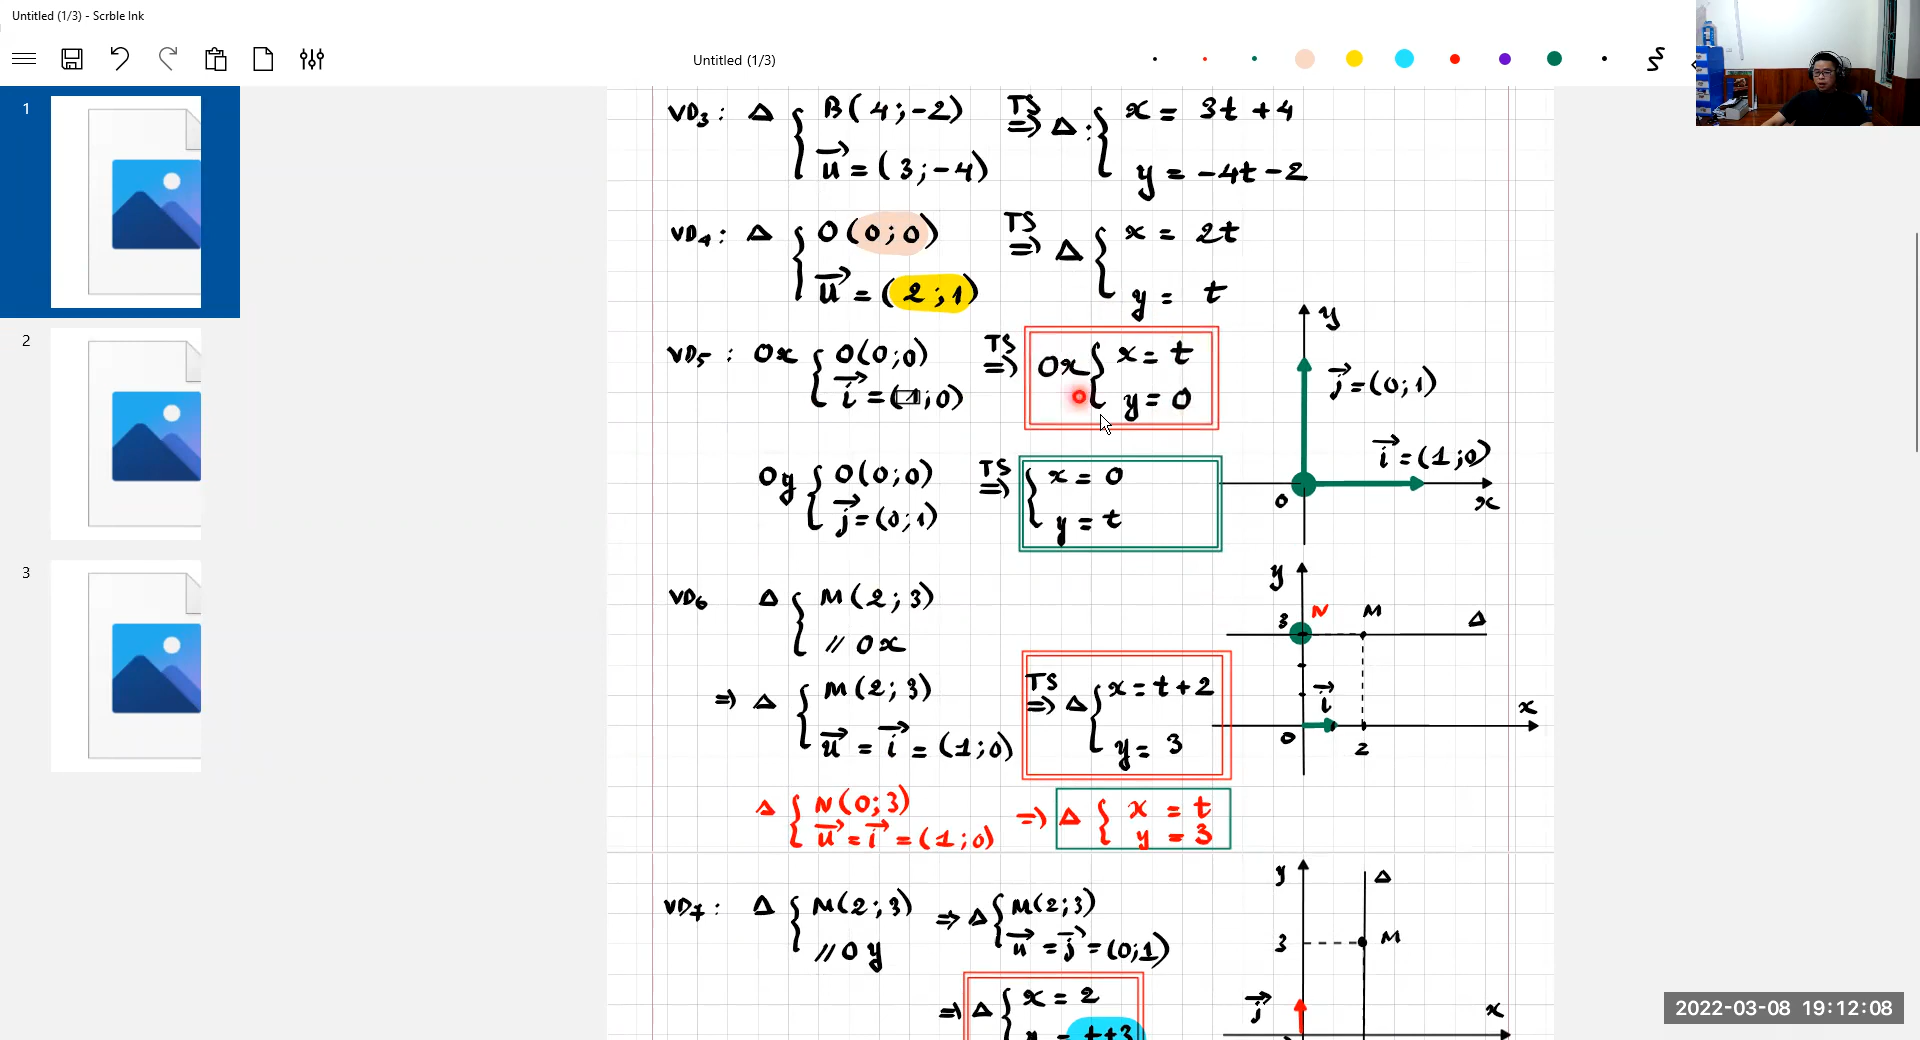 Untitled (1/3) - Scrble Ink
Untitled (1/3)
1
2
3
VD3 : Δ { B(4;-2) TS => Δ : { x = 3t + 4
u = (3;-4) y = -4t - 2
VD4 : Δ { O(0;0) TS => Δ { x = 2t
u = (2;1) y = t
VD5 : Ox { O(0;0) TS => Ox { x = t
i = (1;0) y = 0
Oy { O(0;0) TS => { x = 0
j = (0;1) y = t
y
j = (0;1)
i = (1;0)
O
x
VD6 Δ { M(2;3)
// Ox
=> Δ { M(2;3) TS => Δ { x = t + 2
u = i = (1;0) y = 3
Δ { N(0;3) => Δ { x = t
u = i = (1;0) y = 3
y
3 N M Δ
i
x
O 2
VD7 : Δ { M(2;3) => Δ { M(2;3)
// Oy u = j = (0;1)
=> Δ { x = 2
y = t+3
y Δ
3 M
j
x
2022-03-08 19:12:08